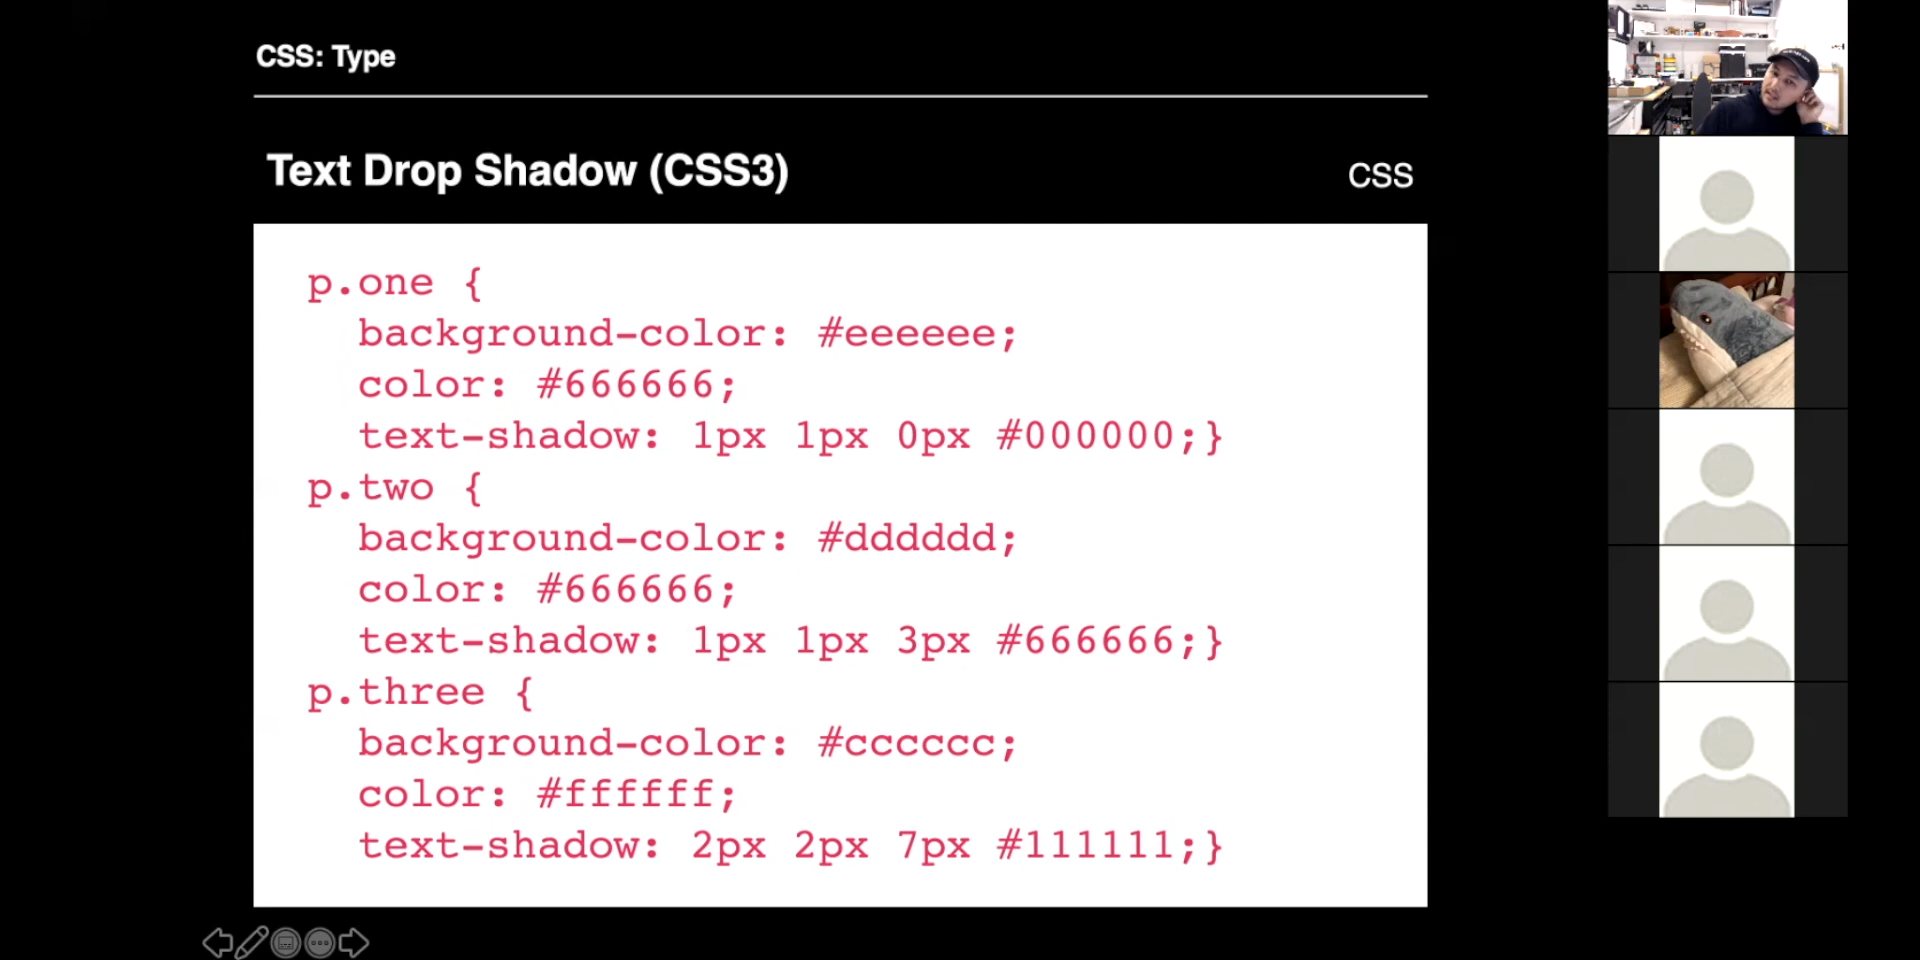 CSS: Type
Text Drop Shadow (CSS3)
CSS
p.one {
background-color: #eeeeee;
color: #666666;
text-shadow: 1px 1px 0px #000000;}
p.two {
background-color: #dddddd;
color: #666666;
text-shadow: 1px 1px 3px #666666;}
p.three {
background-color: #cccccc;
color: #ffffff;
text-shadow: 2px 2px 7px #111111;}